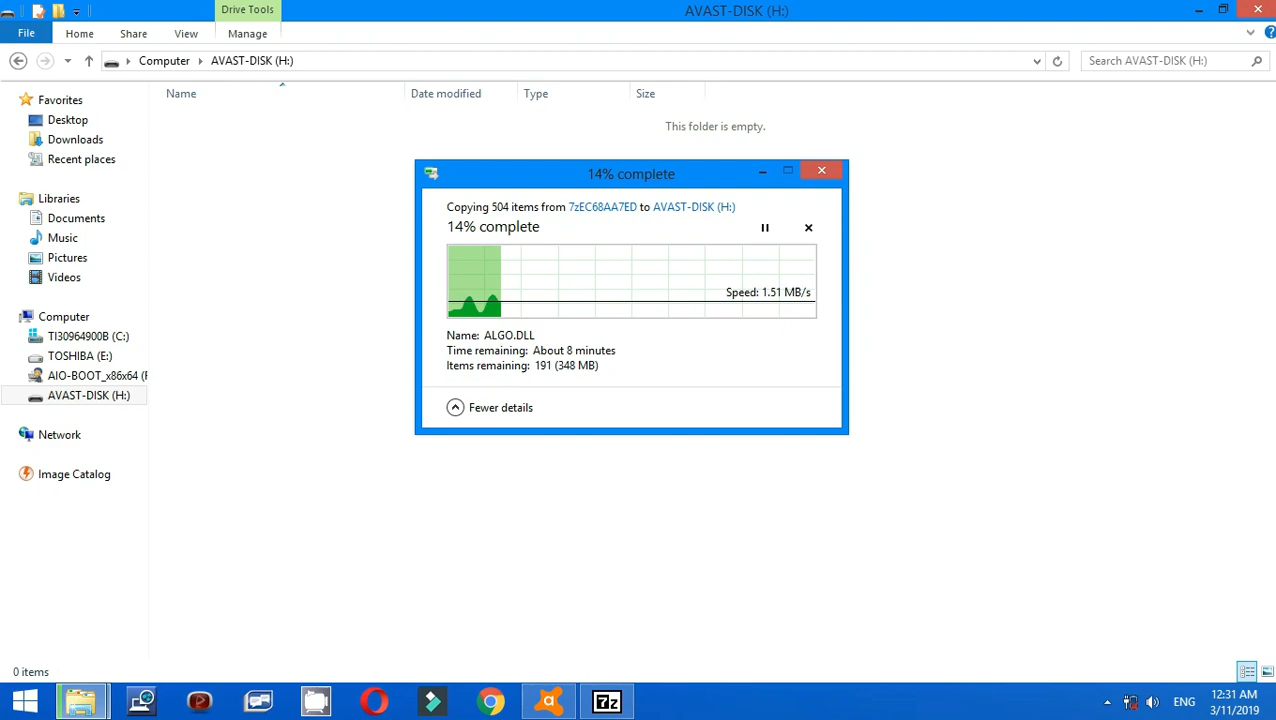 Drive Tools
AVAST-DISK (H:)
File Home Share View Manage
Computer AVAST-DISK (H:)
Search AVAST-DISK (H:)
Name Date modified Type Size
This folder is empty.
Favorites
Desktop
Downloads
Recent places
Libraries
Documents
Music
Pictures
Videos
Computer
TI30964900B (C:)
TOSHIBA (E:)
AIO-BOOT_x86x64 (F
AVAST-DISK (H:)
Network
Image Catalog
14% complete
Copying 504 items from 7zEC68AA7ED to AVAST-DISK (H:)
14% complete
Speed: 1.51 MB/s
Name: ALGO.DLL
Time remaining: About 8 minutes
Items remaining: 191 (348 MB)
Fewer details
0 items
7z
ENG
12:31 AM
3/11/2019